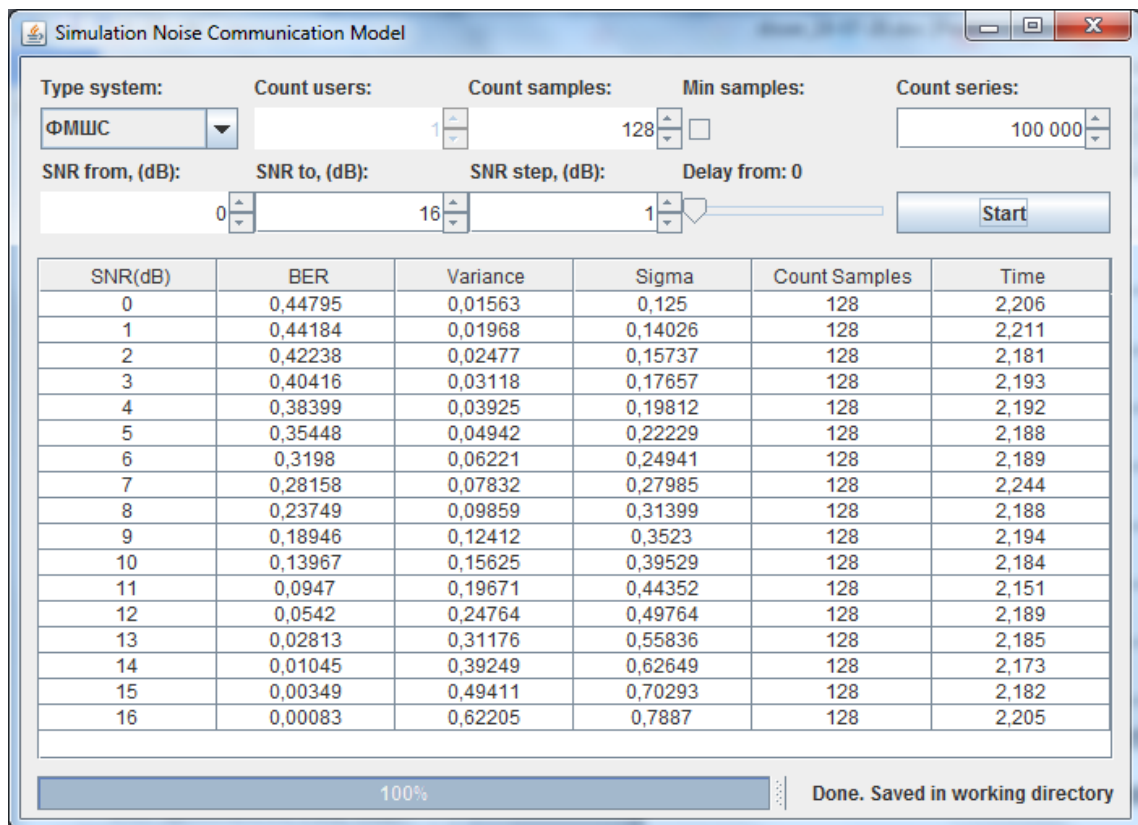 Simulation Noise Communication Model
Type system: Count users: Count samples: Min samples: Count series:
ФМШС 1 128 100 000
SNR from, (dB): SNR to, (dB): SNR step, (dB): Delay from: 0
0 16 1 Start
SNR(dB) BER Variance Sigma Count Samples Time
0 0,44795 0,01563 0,125 128 2,206
1 0,44184 0,01968 0,14026 128 2,211
2 0,42238 0,02477 0,15737 128 2,181
3 0,40416 0,03118 0,17657 128 2,193
4 0,38399 0,03925 0,19812 128 2,192
5 0,35448 0,04942 0,22229 128 2,188
6 0,3198 0,06221 0,24941 128 2,189
7 0,28158 0,07832 0,27985 128 2,244
8 0,23749 0,09859 0,31399 128 2,188
9 0,18946 0,12412 0,3523 128 2,194
10 0,13967 0,15625 0,39529 128 2,184
11 0,0947 0,19671 0,44352 128 2,151
12 0,0542 0,24764 0,49764 128 2,189
13 0,02813 0,31176 0,55836 128 2,185
14 0,01045 0,39249 0,62649 128 2,173
15 0,00349 0,49411 0,70293 128 2,182
16 0,00083 0,62205 0,7887 128 2,205
100% Done. Saved in working directory